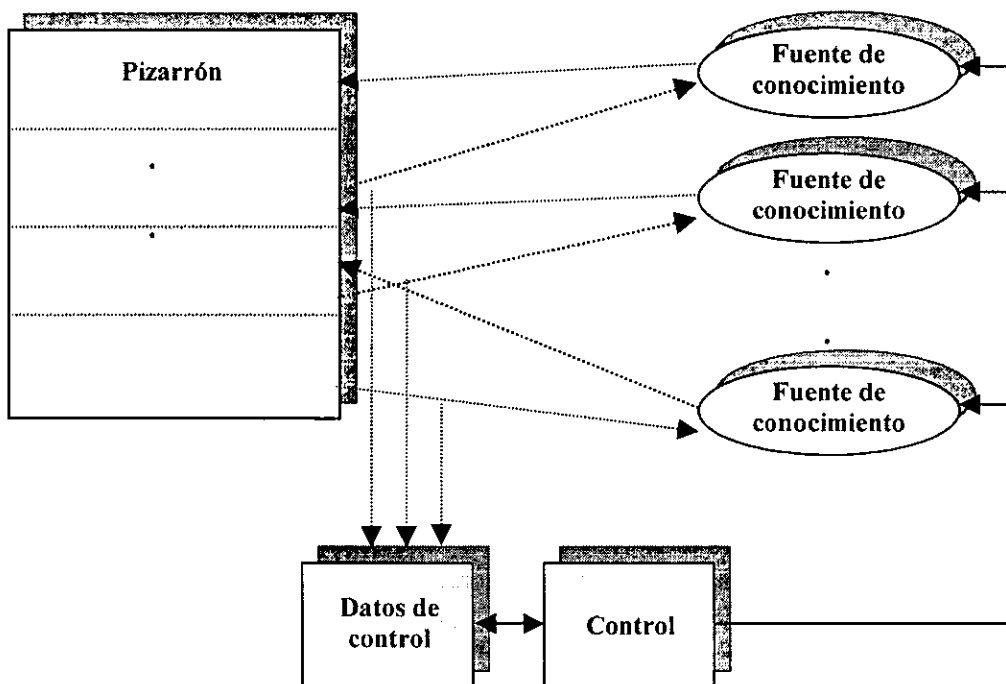 Pizarrón
Fuente de
conocimiento
Fuente de
conocimiento
Fuente de
conocimiento
Datos de
control
Control